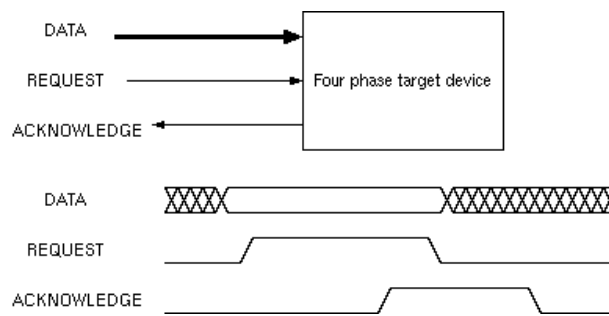 DATA
REQUEST
Four phase target device
ACKNOWLEDGE
DATA
REQUEST
ACKNOWLEDGE